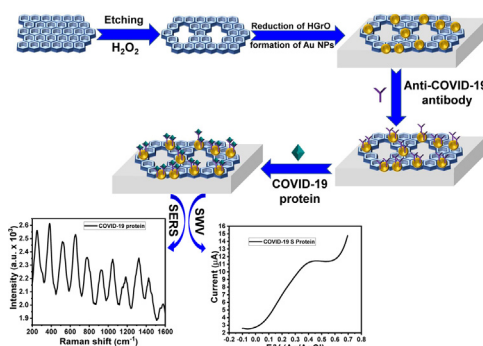 Etching
H2O2
Reduction of HGrO
formation of Au NPs
Anti-COVID-19
antibody
COVID-19
protein
SERS
SWV
COVID-19 protein
Intensity (a.u. × 10³)
2.6
2.5
2.4
2.3
2.2
2.1
2.0
1.9
200 400 600 800 1000 1200 1400 1600
Raman shift (cm⁻¹)
COVID-19 S Protein
Current (µA)
16
15
14
13
12
11
10
9
8
7
6
5
4
3
2
-0.1 0.0 0.1 0.2 0.3 0.4 0.5 0.6 0.7 0.8